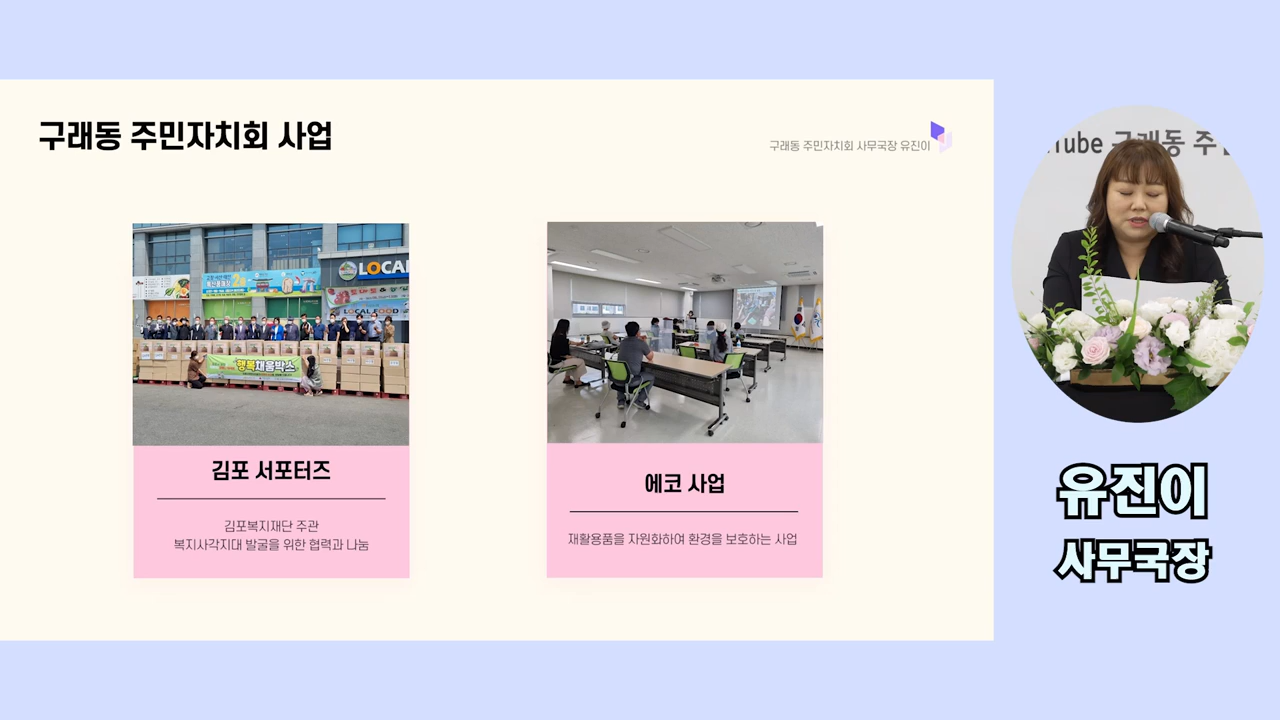 구래동 주민자치회 사업
구래동 주민자치회 사무국장 유진이
LOCAL
LOCAL FOOD
행복채움박스
김포 서포터즈
김포복지재단 주관
복지사각지대 발굴을 위한 협력과 나눔
에코 사업
재활용품을 자원화하여 환경을 보호하는 사업
Tube 구래동 주
유진이
사무국장